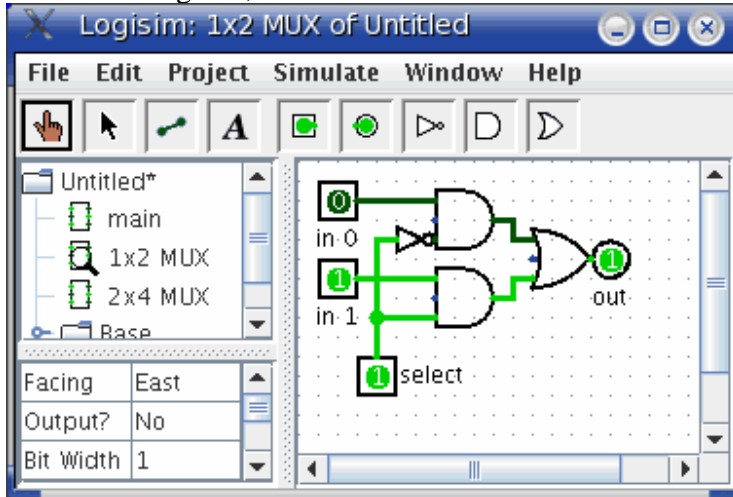 Logisim: 1x2 MUX of Untitled
File Edit Project Simulate Window Help
A
Untitled*
main
1x2 MUX
2x4 MUX
Base
Facing East
Output? No
Bit Width 1
0
in 0
1
in 1
1 select
1
out